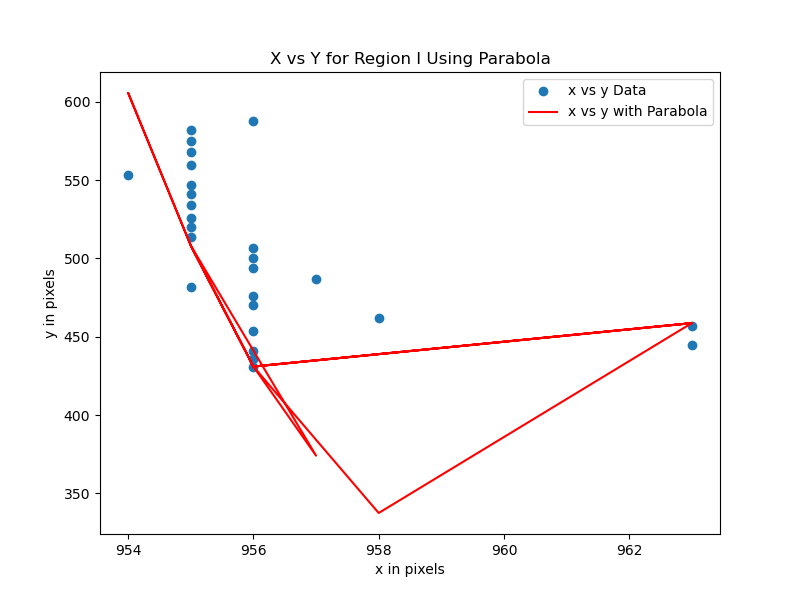 X vs Y for Region I Using Parabola
x vs y Data
x vs y with Parabola
600
550
500
450
400
350
y in pixels
954 956 958 960 962
x in pixels